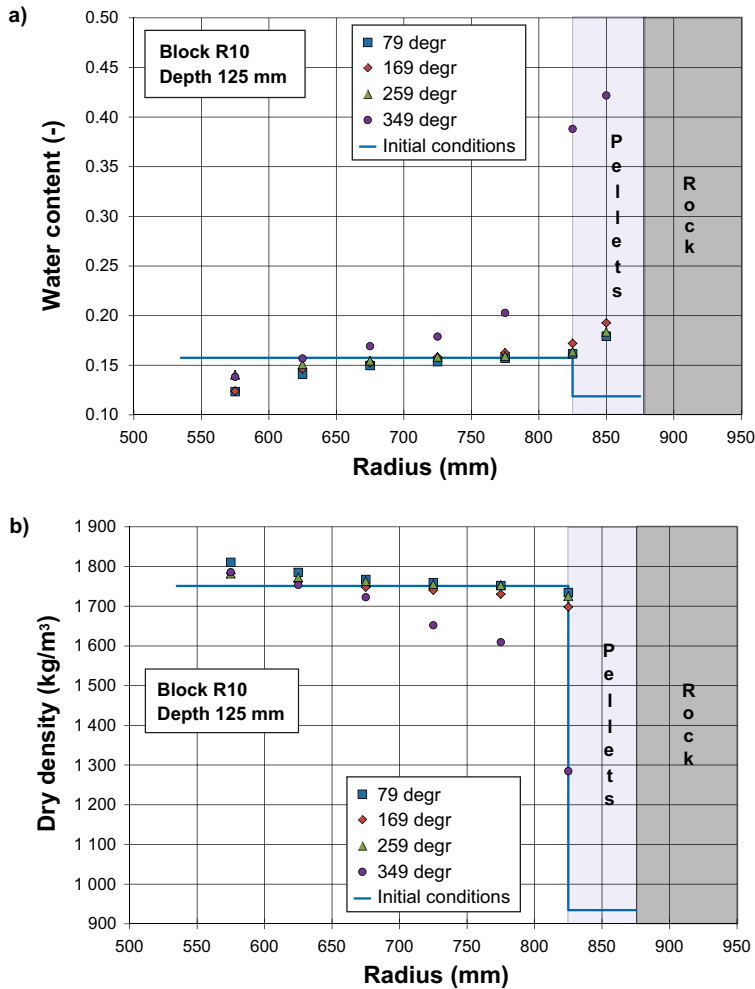 a)
0.50
0.45
0.40
0.35
0.30
0.25
0.20
0.15
0.10
Water content (-)
Block R10
Depth 125 mm
79 degr
169 degr
259 degr
349 degr
Initial conditions
Pellets
Rock
500 550 600 650 700 750 800 850 900 950
Radius (mm)
b)
1 900
1 800
1 700
1 600
1 500
1 400
1 300
1 200
1 100
1 000
900
Dry density (kg/m³)
Block R10
Depth 125 mm
79 degr
169 degr
259 degr
349 degr
Initial conditions
Pellets
Rock
500 550 600 650 700 750 800 850 900 950
Radius (mm)